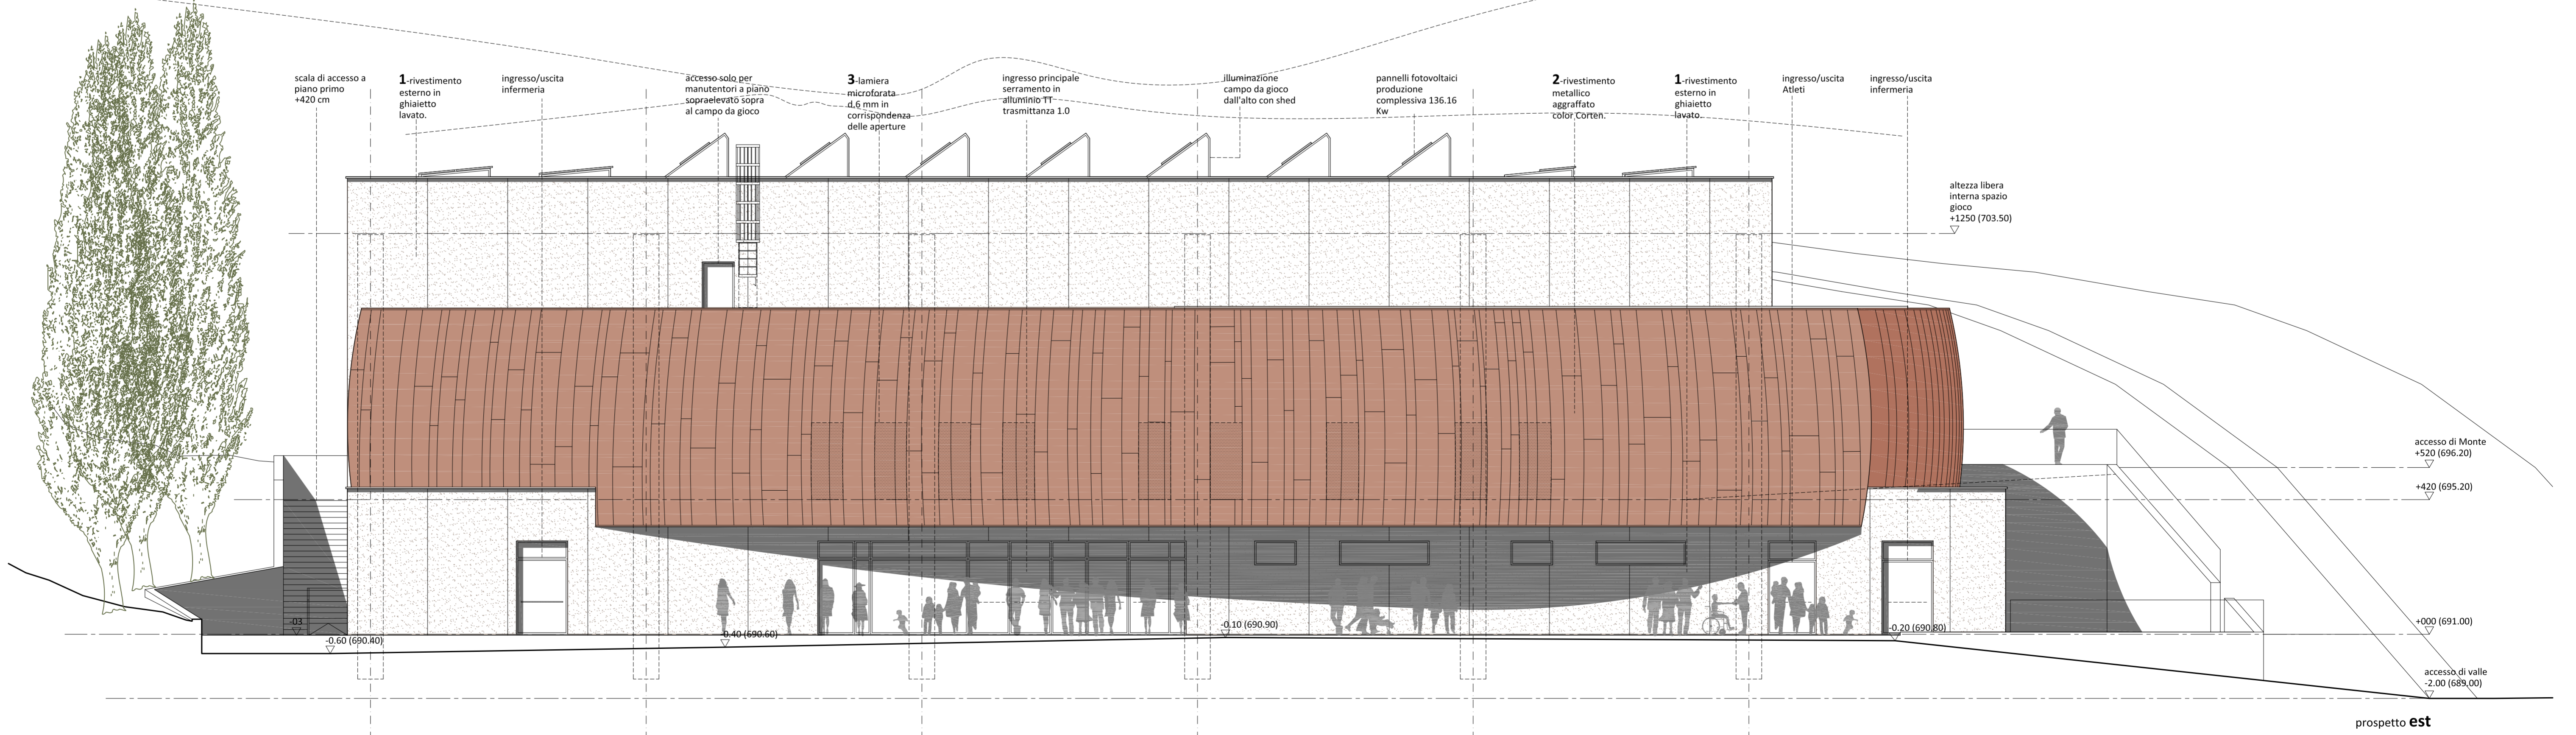 scala di accesso a
piano primo
+420 cm
1-rivestimento
esterno in
ghiaietto
lavato.
ingresso/uscita
infermeria
accesso solo per
manutentori a piano
sopraelevato sopra
al campo da gioco
3-lamiera
microforata
d.6 mm in
corrispondenza
delle aperture
ingresso principale
serramento in
alluminio TT
trasmittanza 1.0
illuminazione
campo da gioco
dall'alto con shed
pannelli fotovoltaici
produzione
complessiva 136.16
Kw
2-rivestimento
metallico
aggraffato
color Corten.
1-rivestimento
esterno in
ghiaietto
lavato.
ingresso/uscita
Atleti
ingresso/uscita
infermeria
altezza libera
interna spazio
gioco
+1250 (703.50)
accesso di Monte
+520 (696.20)
+420 (695.20)
+000 (691.00)
accesso di valle
-2.00 (689.00)
-03
-0.60 (690.40)
-0.40 (690.60)
-0.10 (690.90)
-0.20 (690.80)
prospetto est